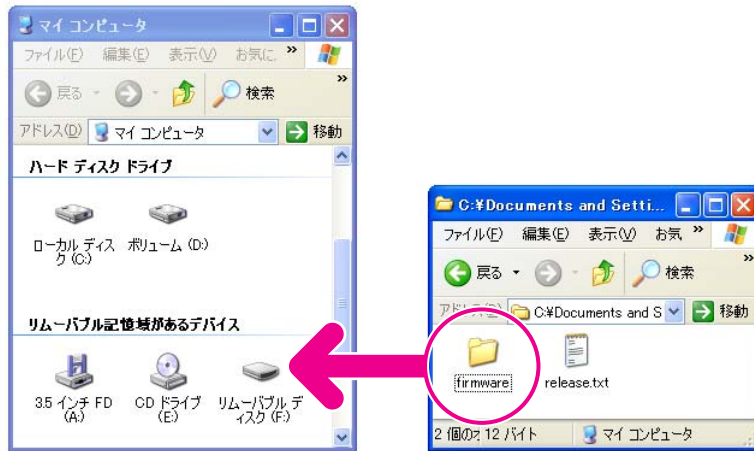 マイ コンピュータ
ファイル(F) 編集(E) 表示(V) お気に. »
戻る 検索 »
アドレス(D) マイ コンピュータ 移動
ハード ディスク ドライブ
ローカル ディスク (C:)
ボリューム (D:)
リムーバブル記憶域があるデバイス
3.5 インチ FD (A:)
CD ドライブ (E:)
リムーバブル ディスク (F:)
C:¥Documents and Setti...
ファイル(F) 編集(E) 表示(V) お気 »
戻る 検索 »
C:¥Documents and S 移動
firmware
release.txt
2 個の 12 バイト マイ コンピュータ